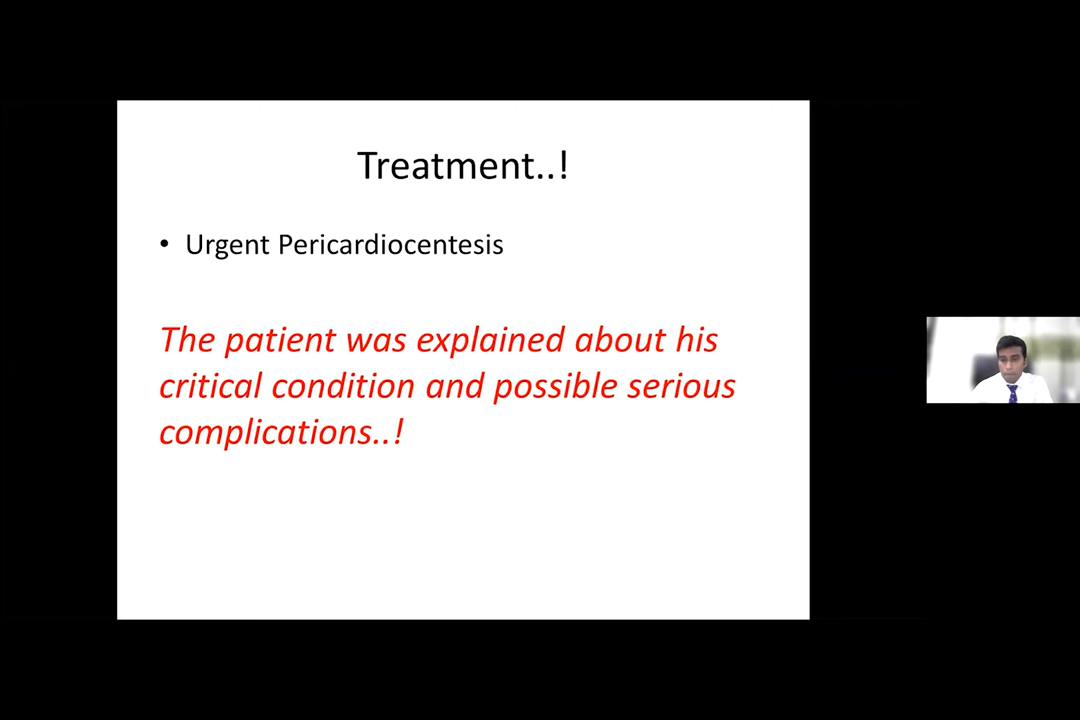 Treatment..!
• Urgent Pericardiocentesis
The patient was explained about his
critical condition and possible serious
complications..!